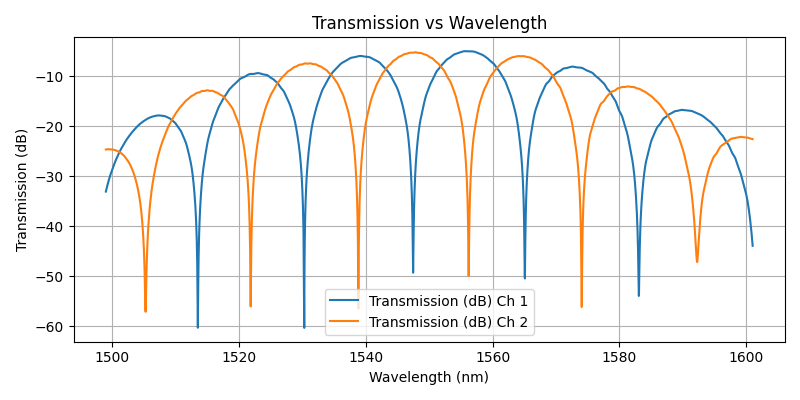 Transmission vs Wavelength
Transmission (dB)
−10
−20
−30
−40
−50
−60
Transmission (dB) Ch 1
Transmission (dB) Ch 2
1500 1520 1540 1560 1580 1600
Wavelength (nm)